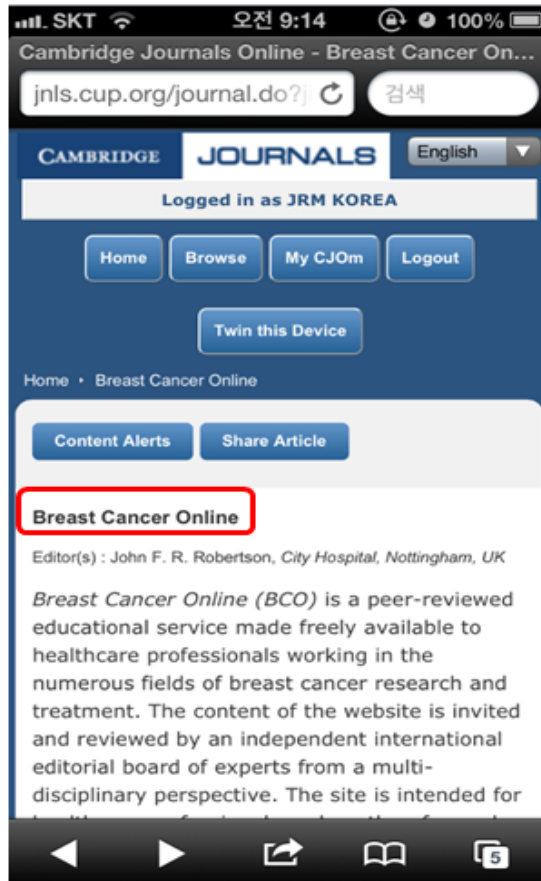 SKT 오전 9:14 100%
Cambridge Journals Online - Breast Cancer On...
jnls.cup.org/journal.do?j 검색
CAMBRIDGE JOURNALS English
Logged in as JRM KOREA
Home Browse My CJOm Logout
Twin this Device
Home • Breast Cancer Online
Content Alerts Share Article
Breast Cancer Online
Editor(s) : John F. R. Robertson, City Hospital, Nottingham, UK
Breast Cancer Online (BCO) is a peer-reviewed
educational service made freely available to
healthcare professionals working in the
numerous fields of breast cancer research and
treatment. The content of the website is invited
and reviewed by an independent international
editorial board of experts from a multi-
disciplinary perspective. The site is intended for
5